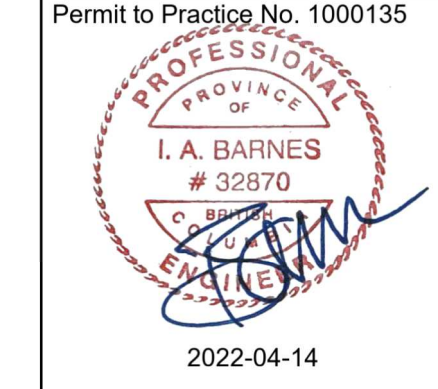 Permit to Practice No. 1000135
PROFESSIONAL
PROVINCE
OF
I. A. BARNES
# 32870
BRITISH
COLUMBIA
ENGINEER
2022-04-14